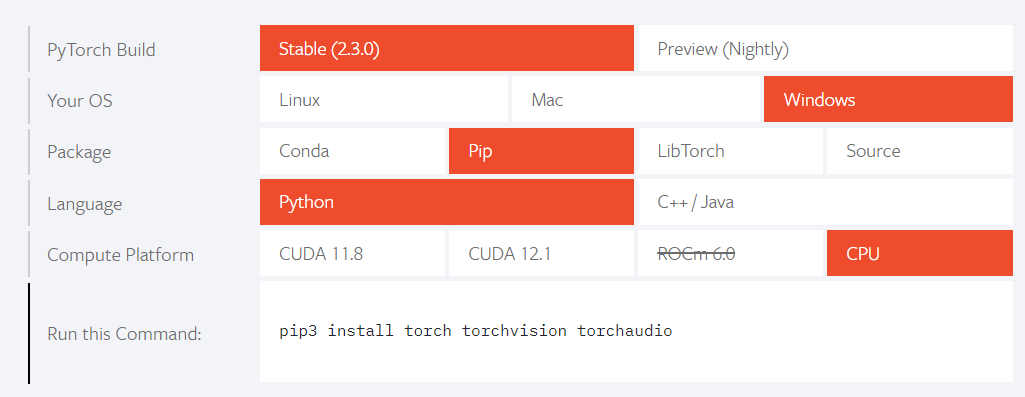 PyTorch Build Stable (2.3.0) Preview (Nightly)
Your OS Linux Mac Windows
Package Conda Pip LibTorch Source
Language Python C++ / Java
Compute Platform CUDA 11.8 CUDA 12.1 ROCm 6.0 CPU
Run this Command: pip3 install torch torchvision torchaudio